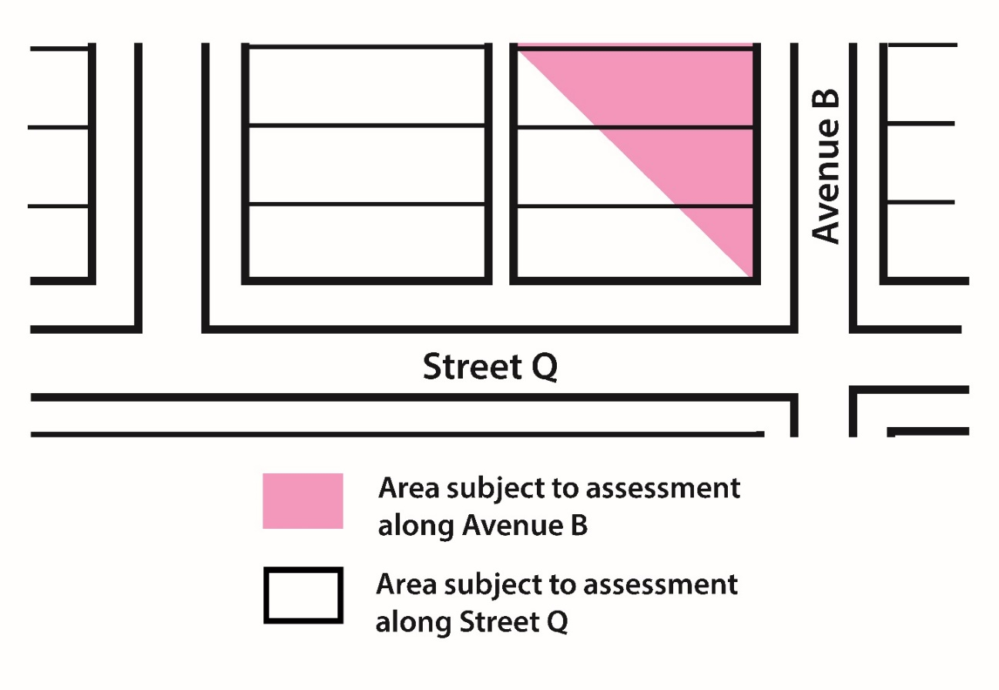 Avenue B
Street Q
Area subject to assessment
along Avenue B
Area subject to assessment
along Street Q